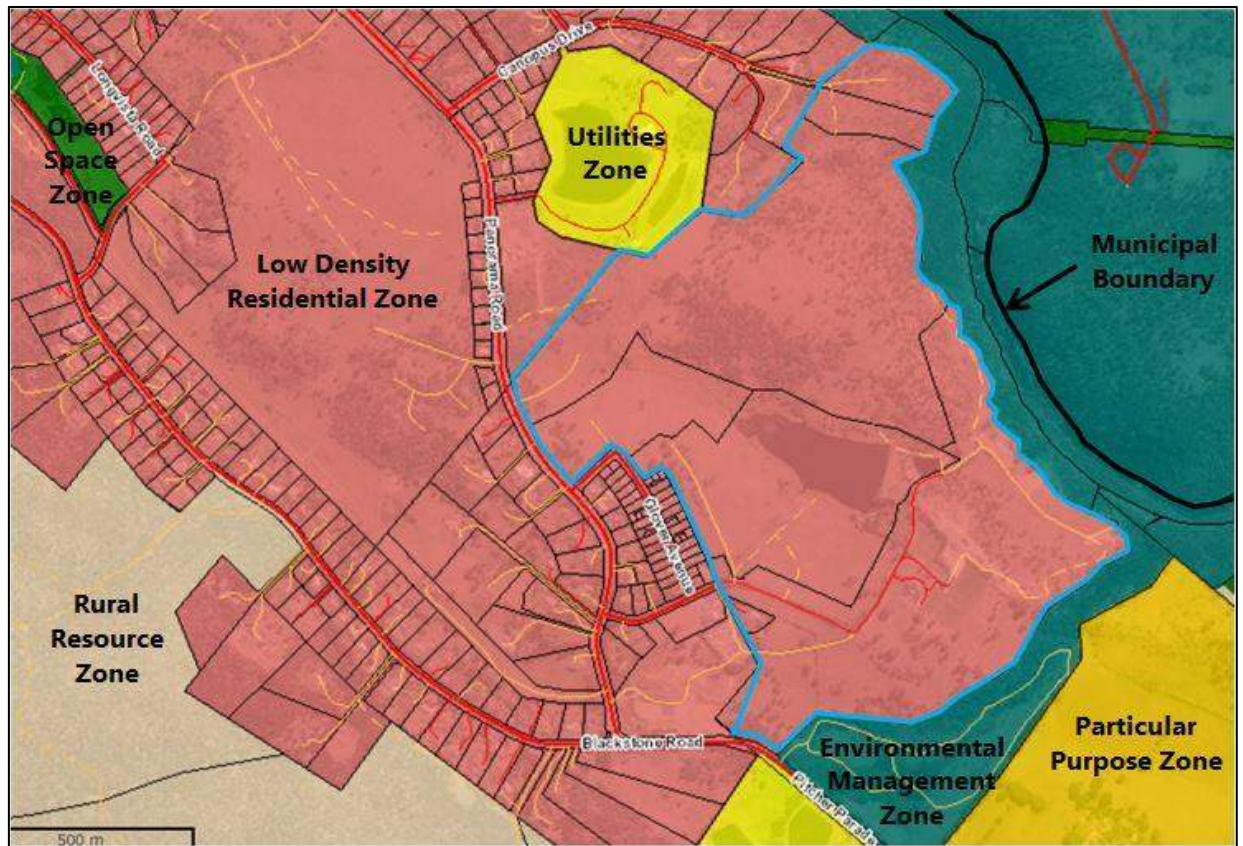 Canopus Drive
Longvista Road
Open
Space
Zone
Utilities
Zone
Municipal
Boundary
Low Density
Residential Zone
Panorama Road
Glover Avenue
Rural
Resource
Zone
Particular
Purpose Zone
Blackstone Road
Environmental
Management
Zone
Pitcher Parade
500 m